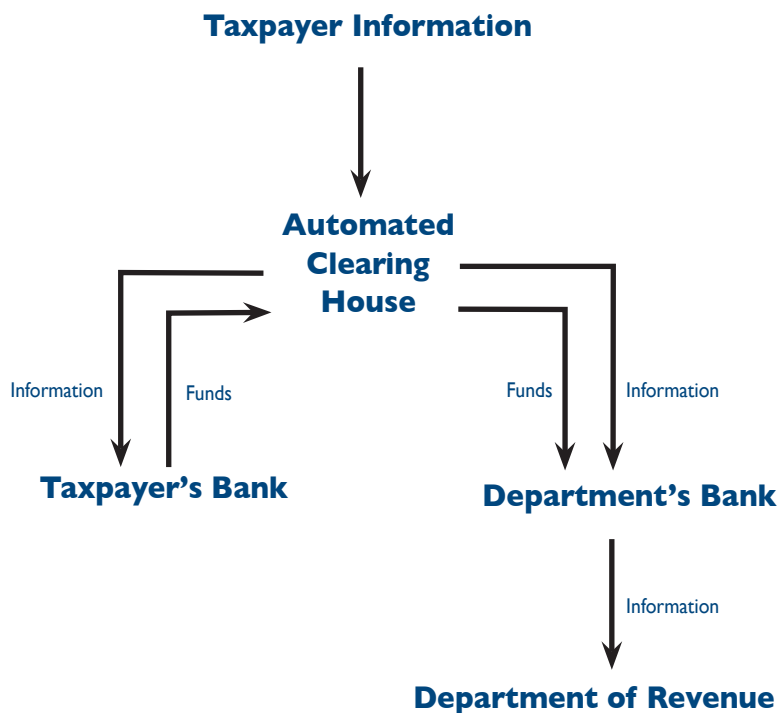 Taxpayer Information
Automated
Clearing
House
Information
Funds
Funds
Information
Taxpayer's Bank
Department's Bank
Information
Department of Revenue